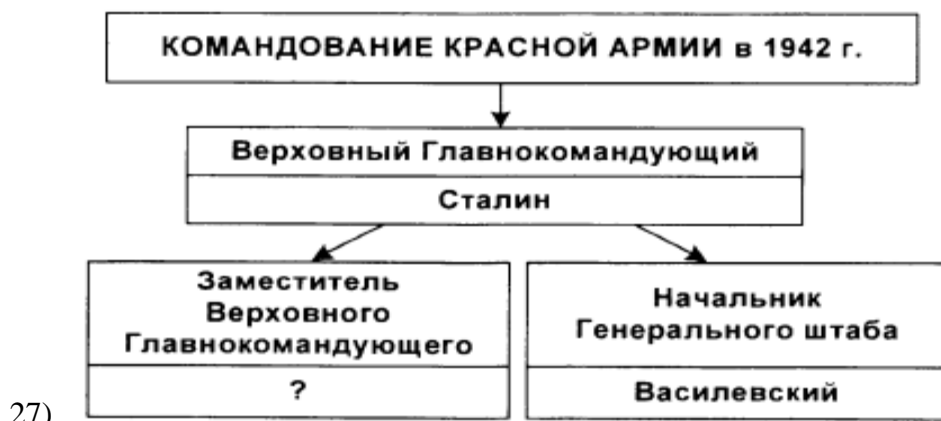 КОМАНДОВАНИЕ КРАСНОЙ АРМИИ в 1942 г.
Верховный Главнокомандующий
Сталин
Заместитель
Верховного
Главнокомандующего
?
Начальник
Генерального штаба
Василевский
27)